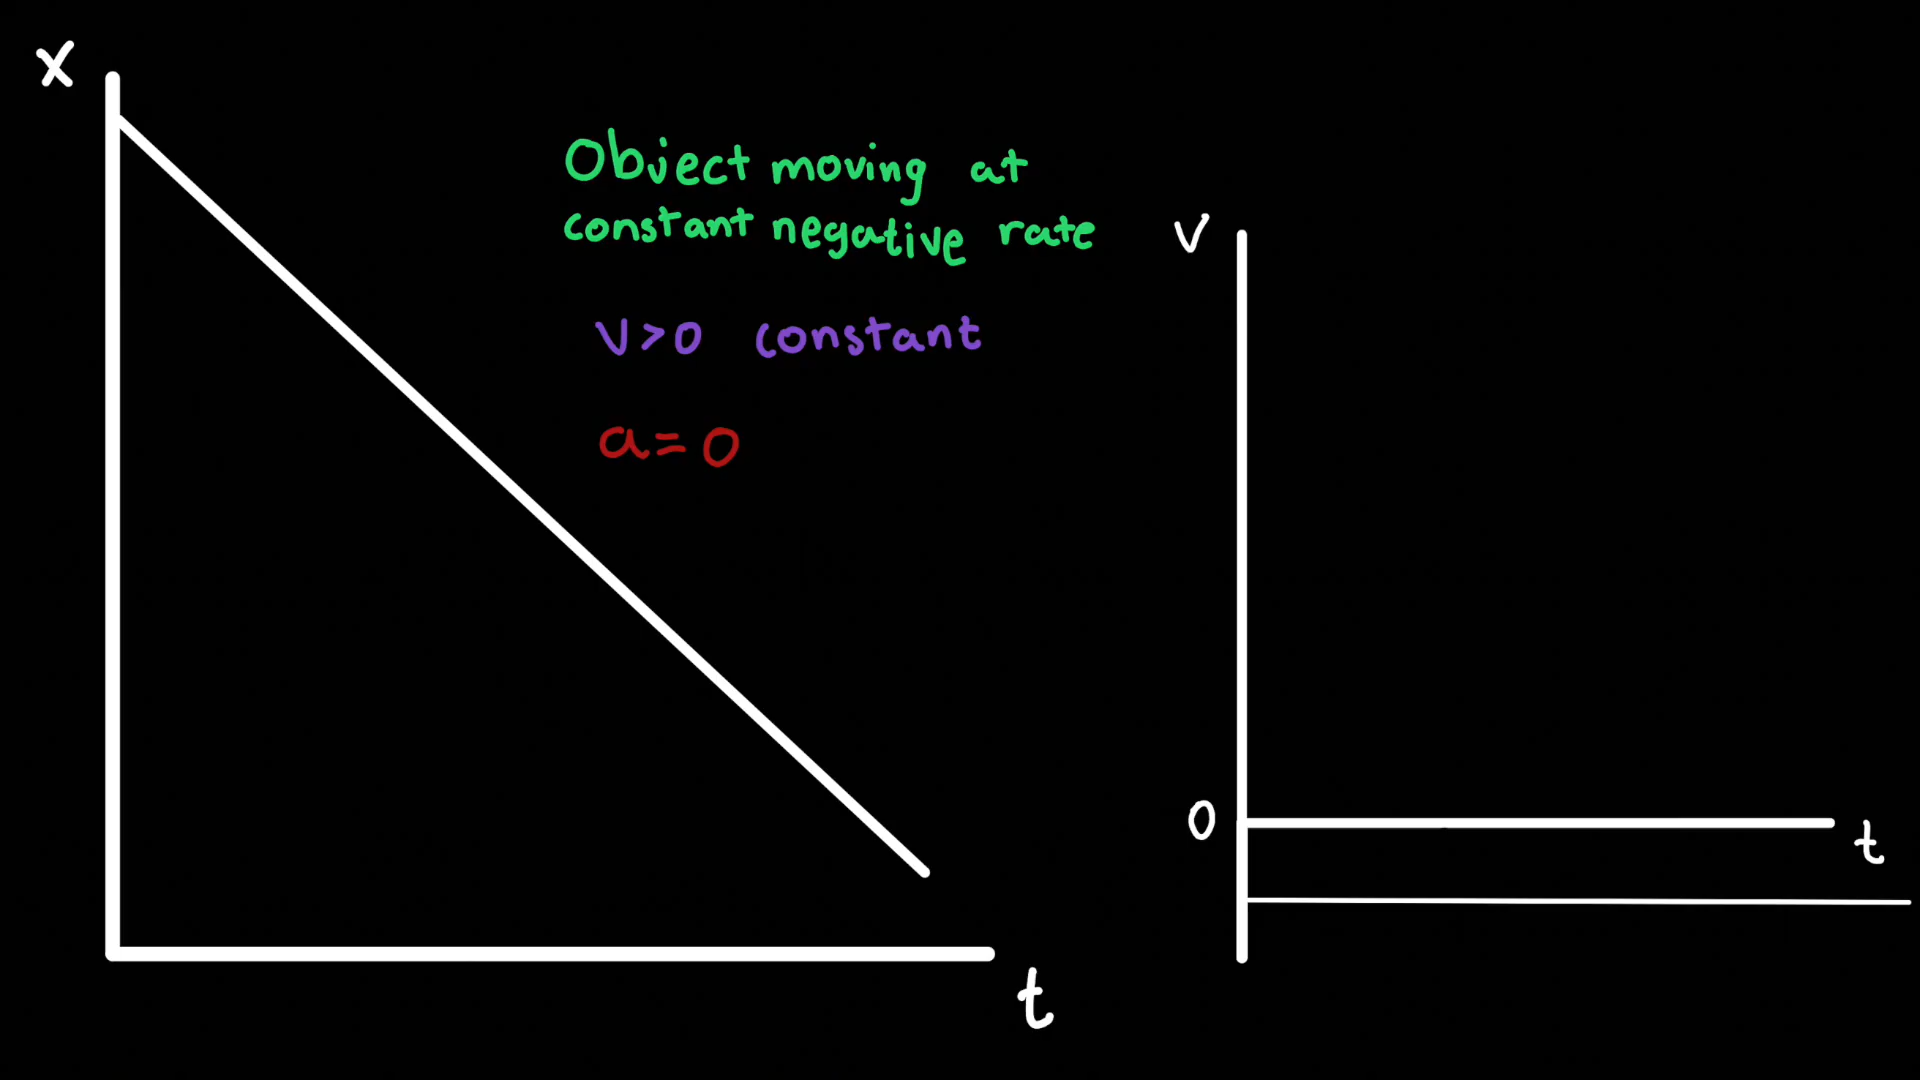 x
Object moving at
constant negative rate
v>0 constant
a=0
t
v
0
t